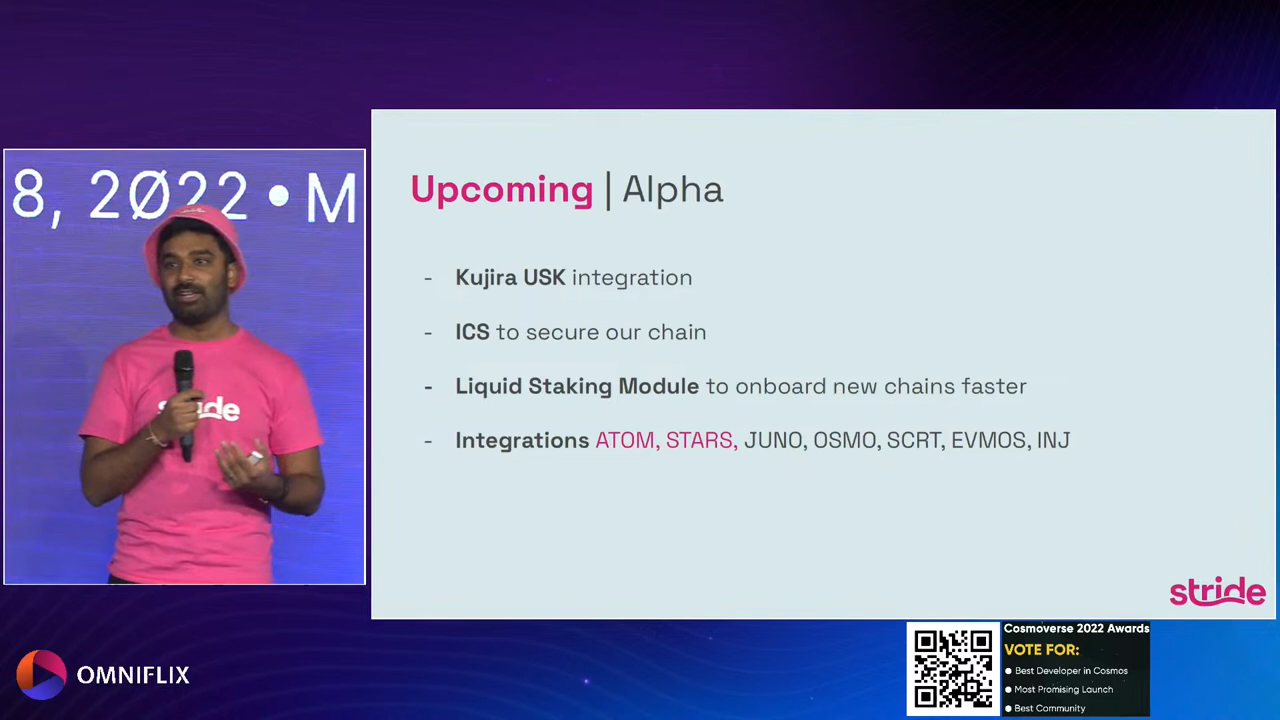 8, 2Ø22 • M
stride
Upcoming | Alpha
- Kujira USK integration
- ICS to secure our chain
- Liquid Staking Module to onboard new chains faster
- Integrations ATOM, STARS, JUNO, OSMO, SCRT, EVMOS, INJ
stride
OMNIFLIX
Cosmoverse 2022 Awards
VOTE FOR:
● Best Developer in Cosmos
● Most Promising Launch
● Best Community